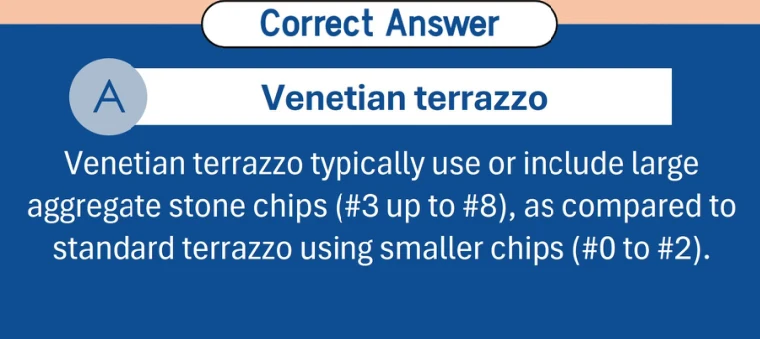 Correct Answer
A
Venetian terrazzo
Venetian terrazzo typically use or include large
aggregate stone chips (#3 up to #8), as compared to
standard terrazzo using smaller chips (#0 to #2).